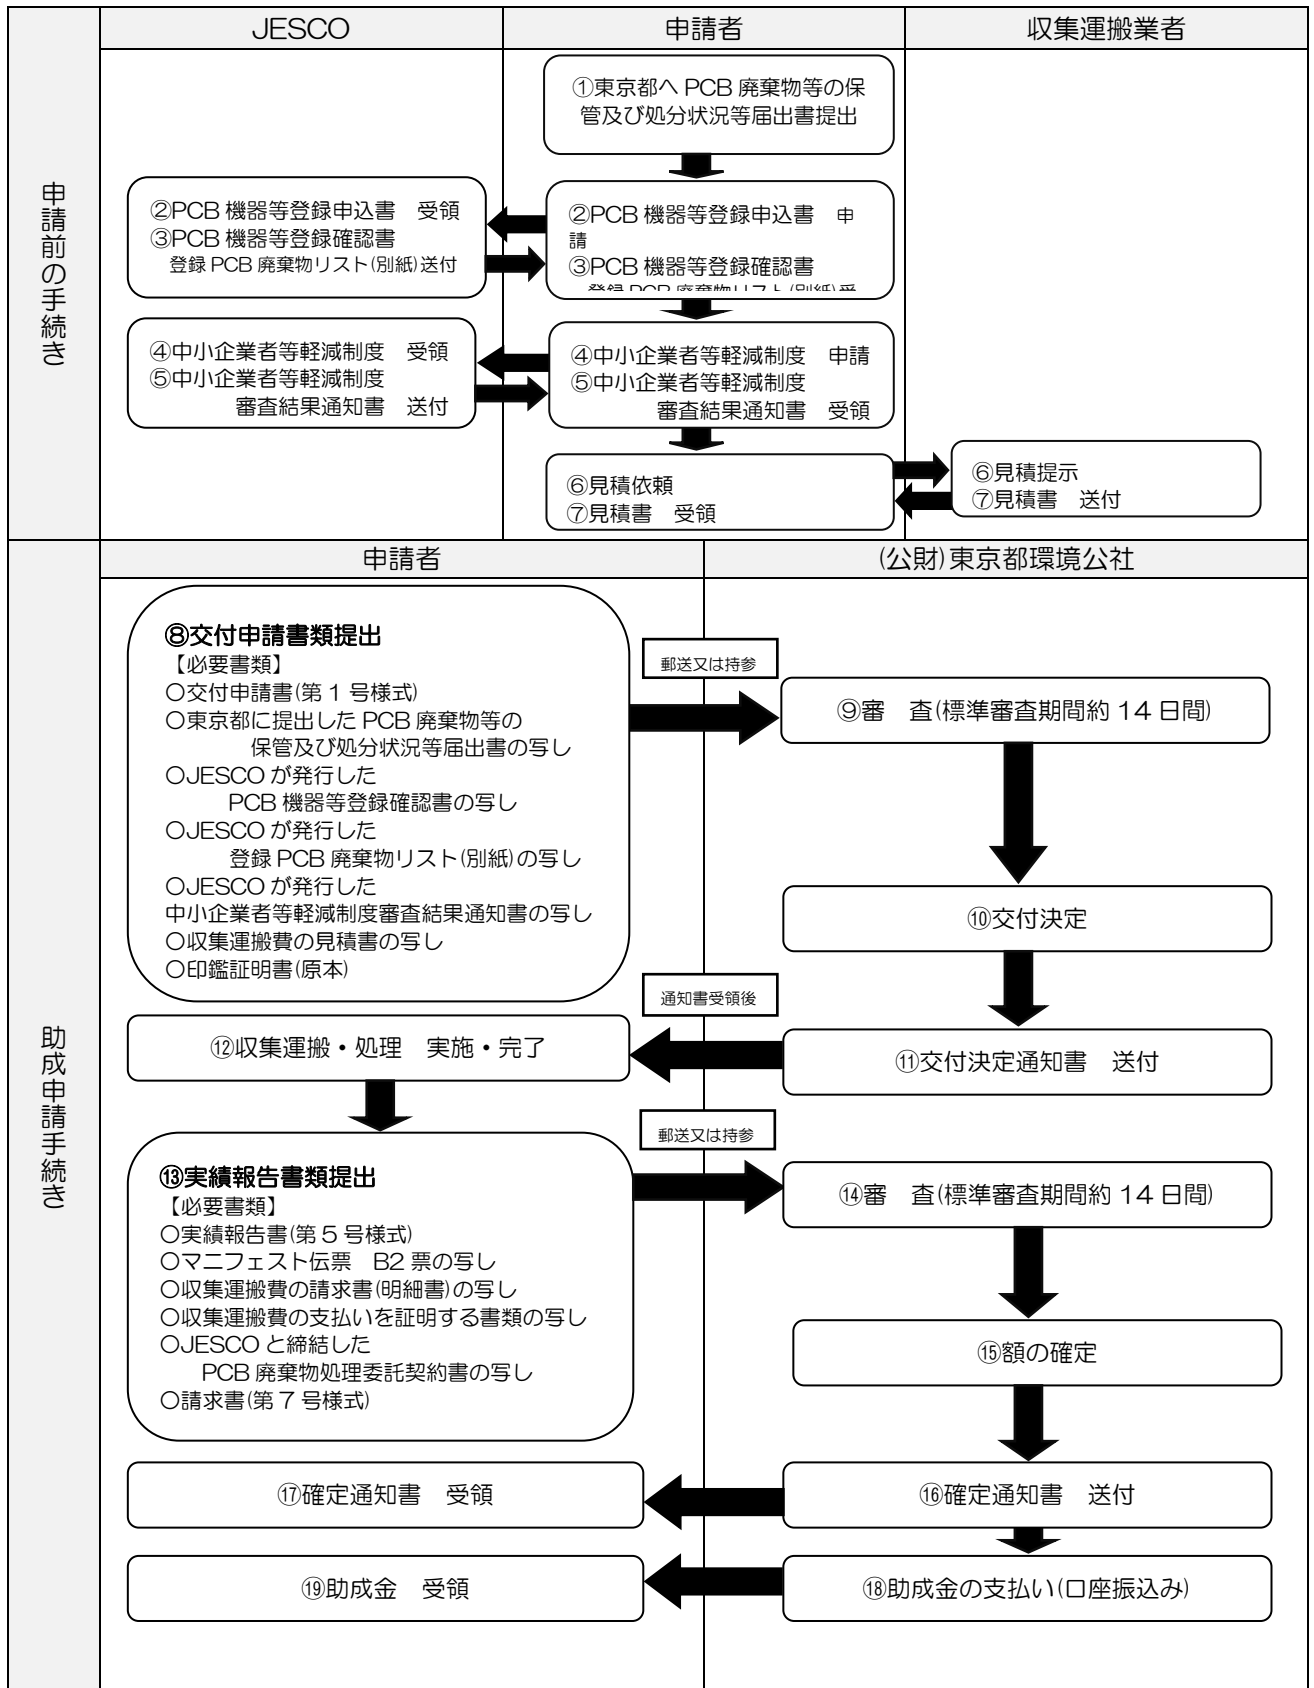 JESCO
申請者
収集運搬業者
申請前の手続き
①東京都へ PCB 廃棄物等の保
管及び処分状況等届出書提出
②PCB 機器等登録申込書　受領
③PCB 機器等登録確認書
登録 PCB 廃棄物リスト(別紙)送付
②PCB 機器等登録申込書　申
請
③PCB 機器等登録確認書
登録 PCB 廃棄物リスト(別紙)受
④中小企業者等軽減制度　受領
⑤中小企業者等軽減制度
審査結果通知書　送付
④中小企業者等軽減制度　申請
⑤中小企業者等軽減制度
審査結果通知書　受領
⑥見積依頼
⑦見積書　受領
⑥見積提示
⑦見積書　送付
申請者
(公財)東京都環境公社
助成申請手続き
⑧交付申請書類提出
【必要書類】
○交付申請書(第 1 号様式)
○東京都に提出した PCB 廃棄物等の
保管及び処分状況等届出書の写し
○JESCO が発行した
PCB 機器等登録確認書の写し
○JESCO が発行した
登録 PCB 廃棄物リスト(別紙)の写し
○JESCO が発行した
中小企業者等軽減制度審査結果通知書の写し
○収集運搬費の見積書の写し
○印鑑証明書(原本)
郵送又は持参
⑨審　査(標準審査期間約 14 日間)
⑩交付決定
通知書受領後
⑪交付決定通知書　送付
⑫収集運搬・処理　実施・完了
⑬実績報告書類提出
【必要書類】
○実績報告書(第 5 号様式)
○マニフェスト伝票　B2 票の写し
○収集運搬費の請求書(明細書)の写し
○収集運搬費の支払いを証明する書類の写し
○JESCO と締結した
PCB 廃棄物処理委託契約書の写し
○請求書(第 7 号様式)
郵送又は持参
⑭審　査(標準審査期間約 14 日間)
⑮額の確定
⑯確定通知書　送付
⑰確定通知書　受領
⑱助成金の支払い(口座振込み)
⑲助成金　受領